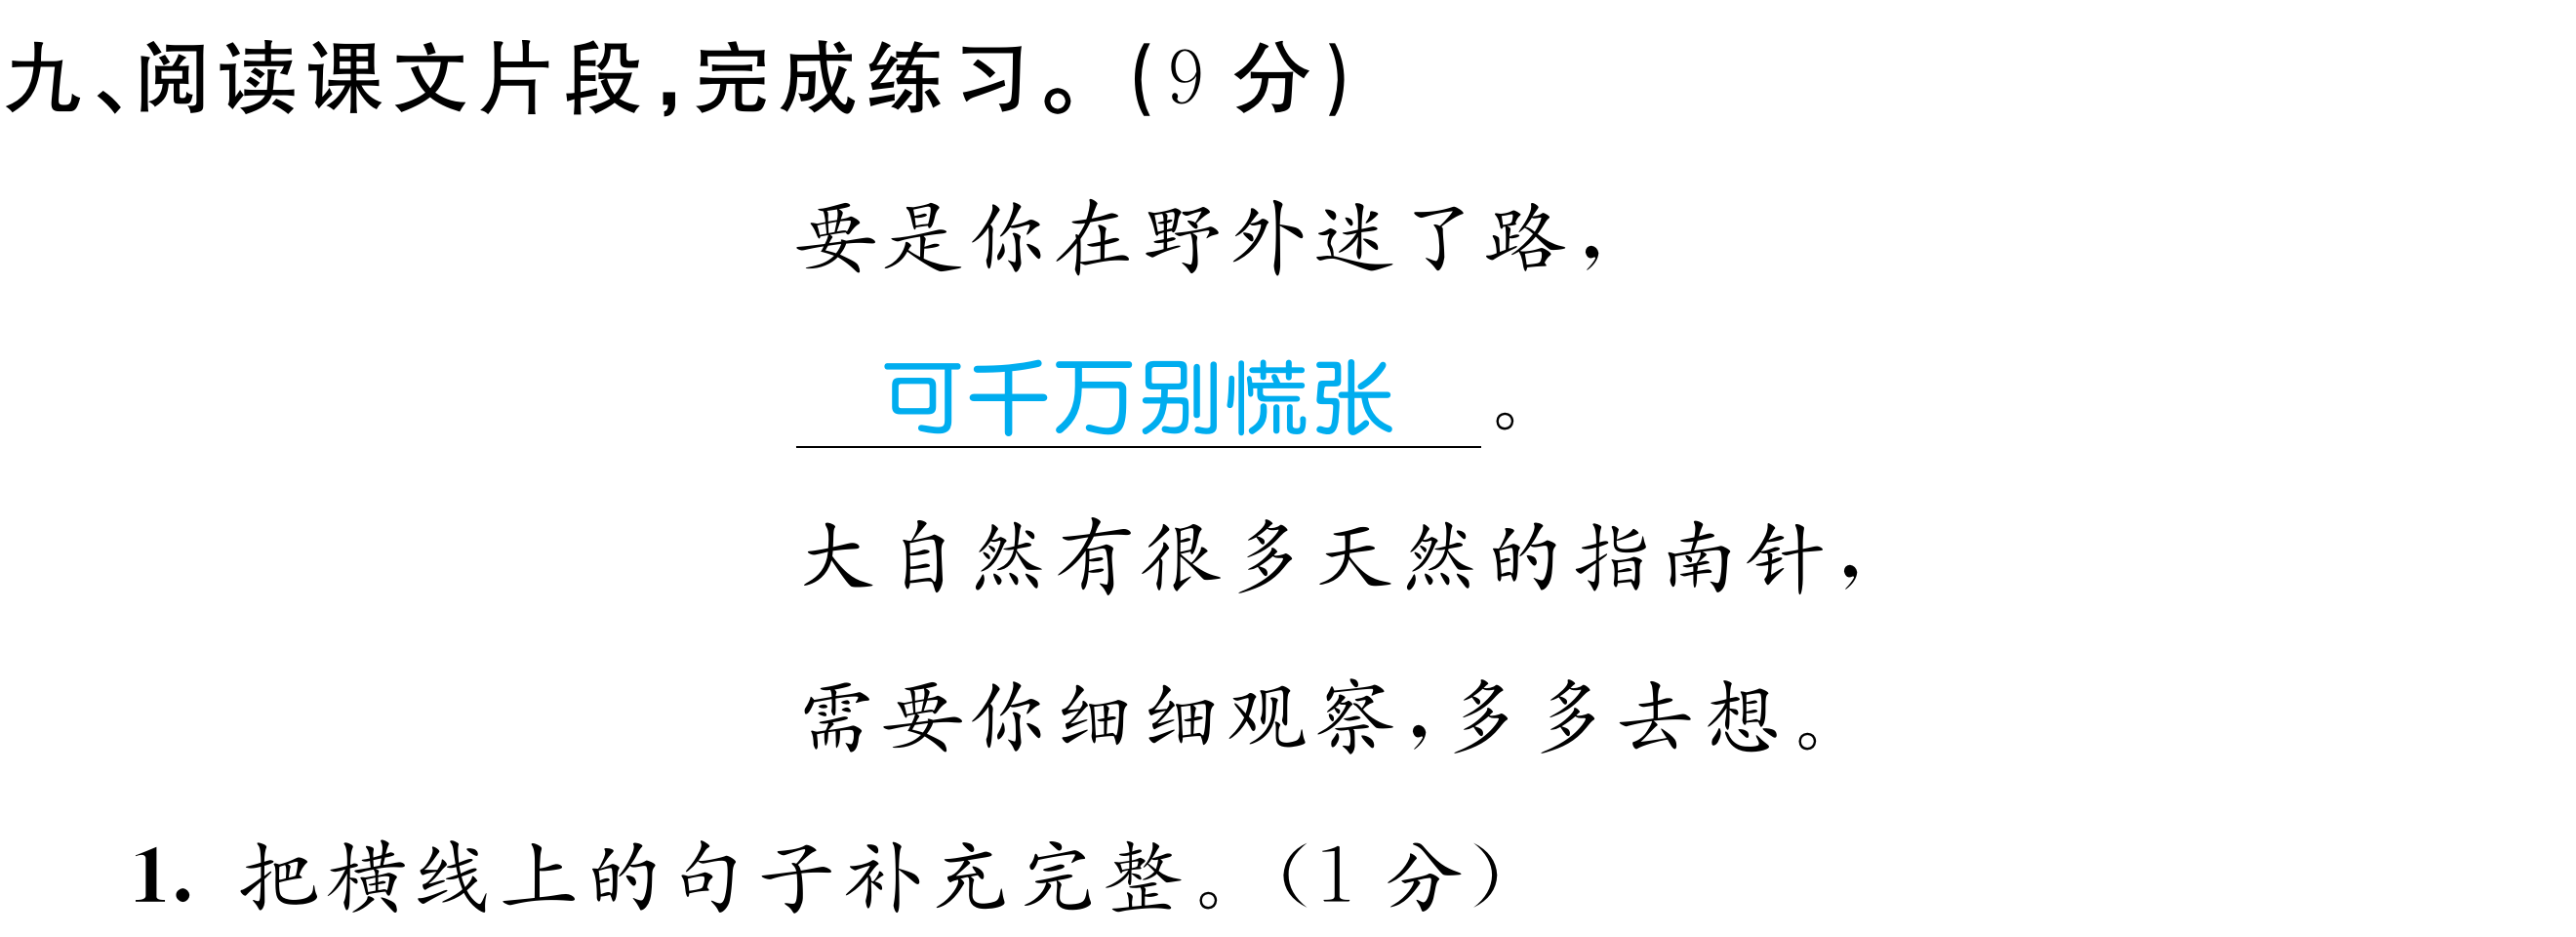 九、阅读课文片段,完成练习。(9 分)
要是你在野外迷了路，
可千万别慌张。
大自然有很多天然的指南针，
需要你细细观察，多多去想。
1. 把横线上的句子补充完整。(1 分)